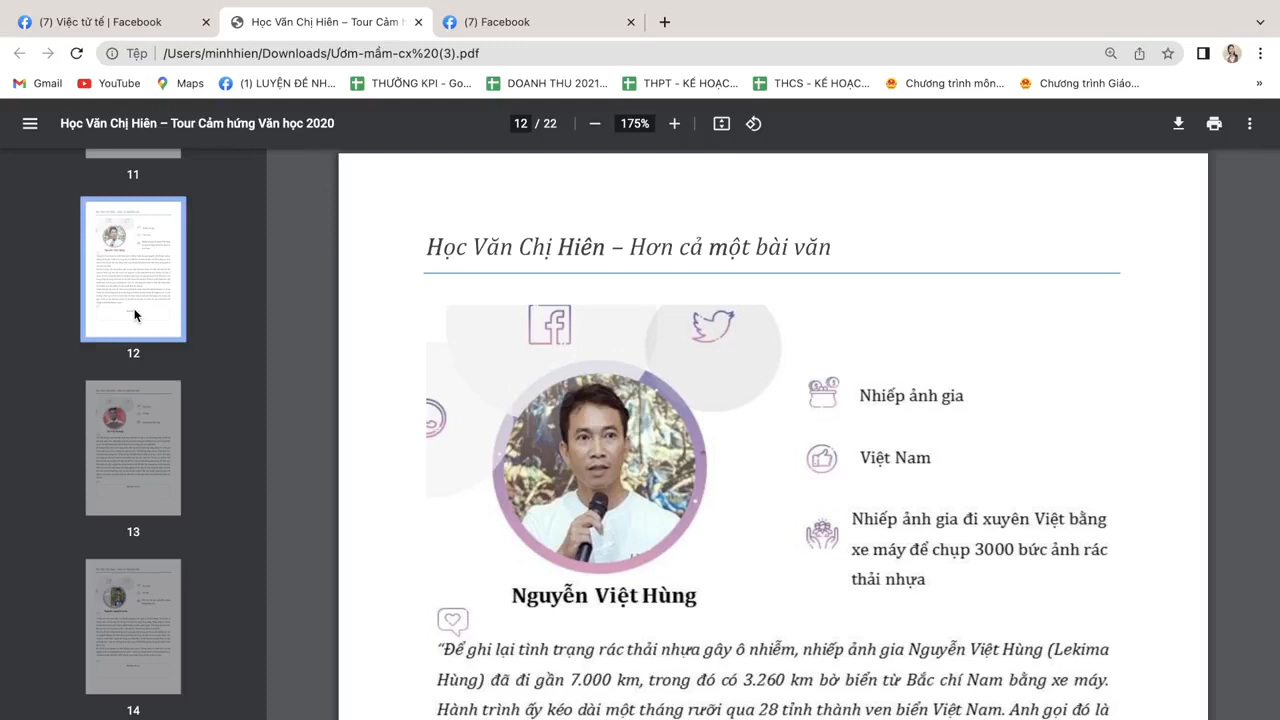 (7) Việc tử tế | Facebook
Học Văn Chị Hiên – Tour Cảm h
(7) Facebook
Tệp
/Users/minhhien/Downloads/Ươm-mầm-cx%20(3).pdf
Gmail
YouTube
Maps
(1) LUYỆN ĐỀ NH...
THƯỞNG KPI - Go...
DOANH THU 2021...
THPT - KẾ HOẠC...
THCS - KẾ HOẠC...
Chương trình môn...
Chương trình Giáo...
»
Học Văn Chị Hiên – Tour Cảm hứng Văn học 2020
12 / 22
175%
11
12
13
14
Học Văn Chị Hiên – Hơn cả một bài văn
Nhiếp ảnh gia
Việt Nam
Nhiếp ảnh gia đi xuyên Việt bằng
xe máy để chụp 3000 bức ảnh rác
thải nhựa
Nguyễn Việt Hùng
“Để ghi lại tình trạng rác thải nhựa gây ô nhiễn, nhiếp ảnh gia Nguyễn Việt Hùng (Lekima
Hùng) đã đi gần 7.000 km, trong đó có 3.260 km bờ biển từ Bắc chí Nam bằng xe máy.
Hành trình ấy kéo dài một tháng rưỡi qua 28 tỉnh thành ven biển Việt Nam. Anh gọi đó là